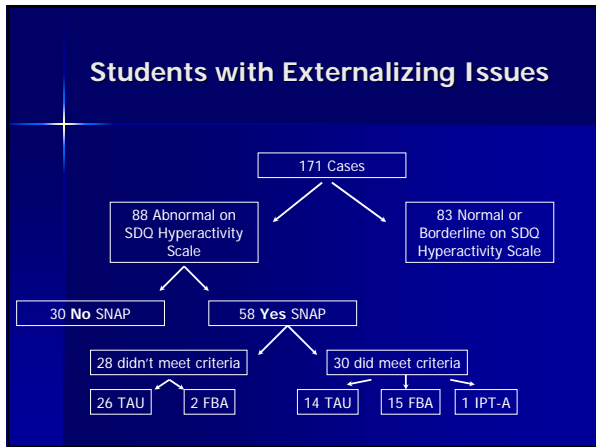 Students with Externalizing Issues
171 Cases
88 Abnormal on
SDQ Hyperactivity
Scale
83 Normal or
Borderline on SDQ
Hyperactivity Scale
30 No SNAP
58 Yes SNAP
28 didn't meet criteria
30 did meet criteria
26 TAU
2 FBA
14 TAU
15 FBA
1 IPT-A